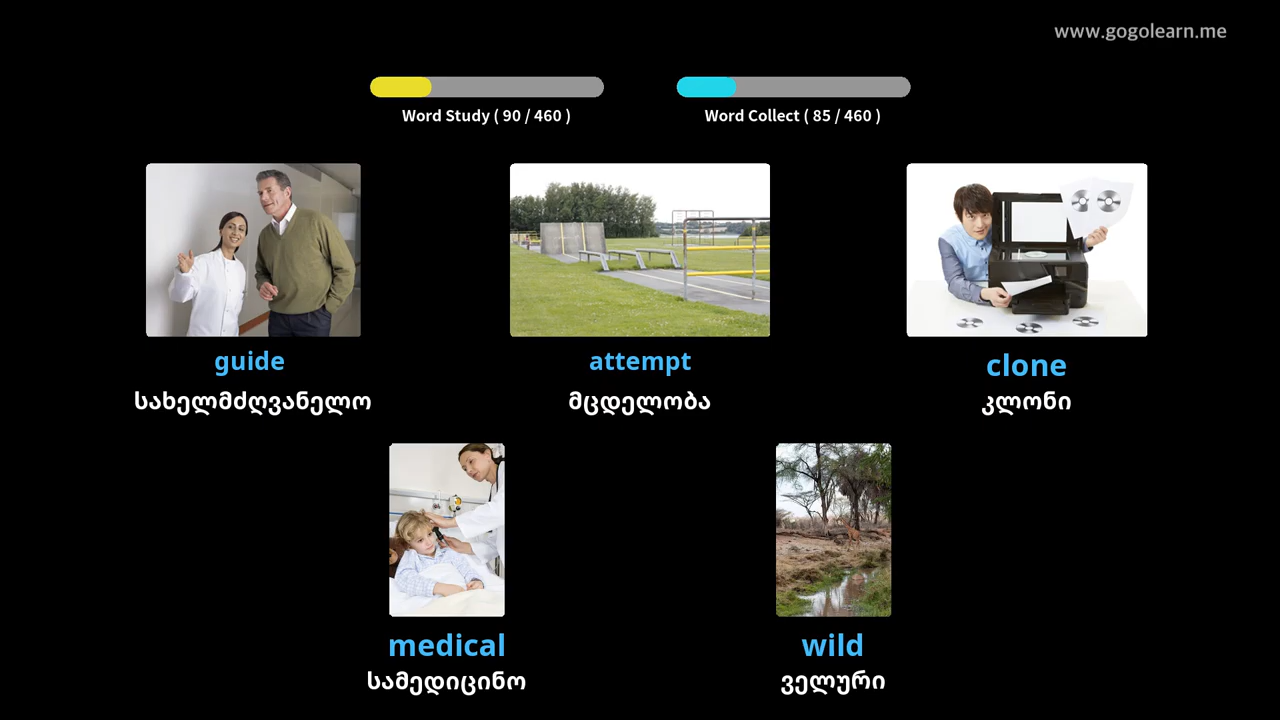 www.gogolearn.me
Word Study ( 90 / 460 )
Word Collect ( 85 / 460 )
guide
attempt
clone
სახელმძღვანელო
მცდელობა
კლონი
medical
wild
სამედიცინო
ველური